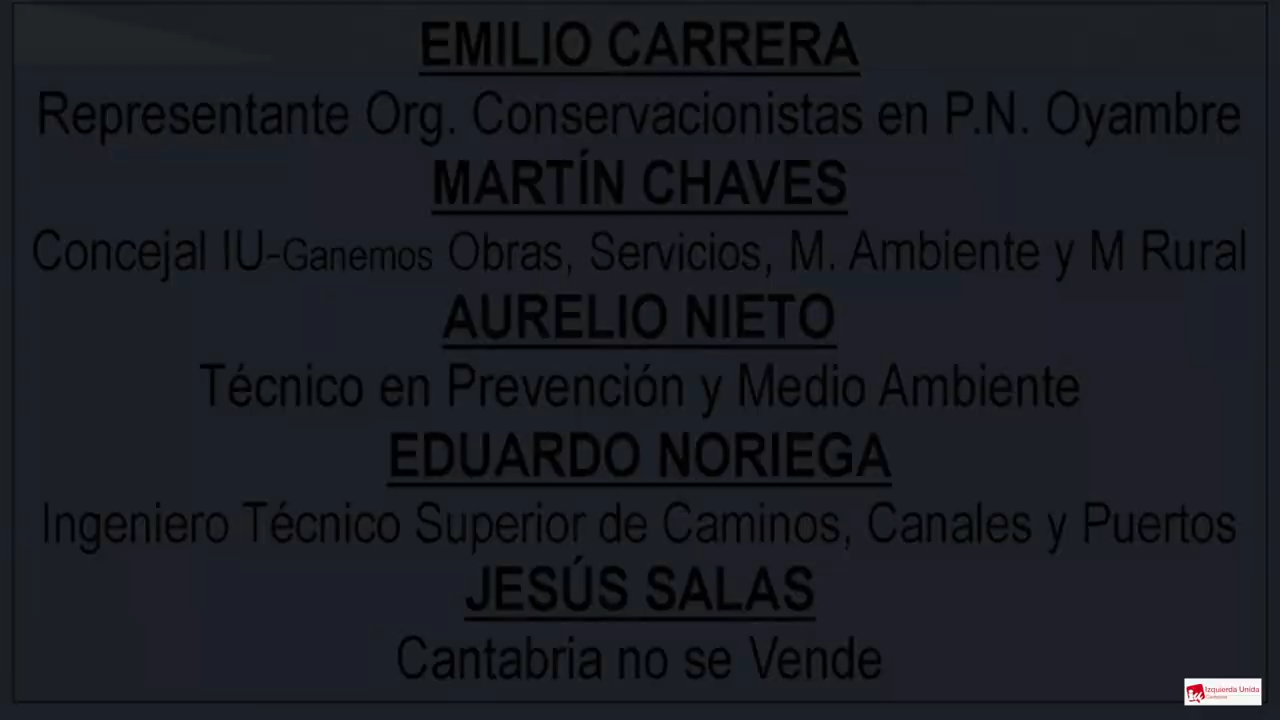 EMILIO CARRERA
Representante Org. Conservacionistas en P.N. Oyambre
MARTÍN CHAVES
Concejal IU-Ganemos Obras, Servicios, M. Ambiente y M Rural
AURELIO NIETO
Técnico en Prevención y Medio Ambiente
EDUARDO NORIEGA
Ingeniero Técnico Superior de Caminos, Canales y Puertos
JESÚS SALAS
Cantabria no se Vende
Izquierda Unida
Cantabria